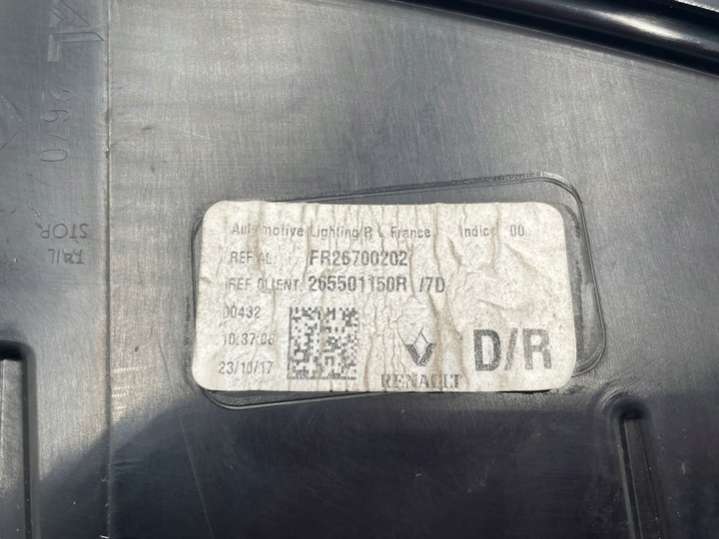 Automotive Lighting R L France Indice 00
REF AL: FR26700202
REF CLIENT: 265501150R /7D
00432
10:37:06
23/10/17
RENAULT
D/R
STOP
TAIL